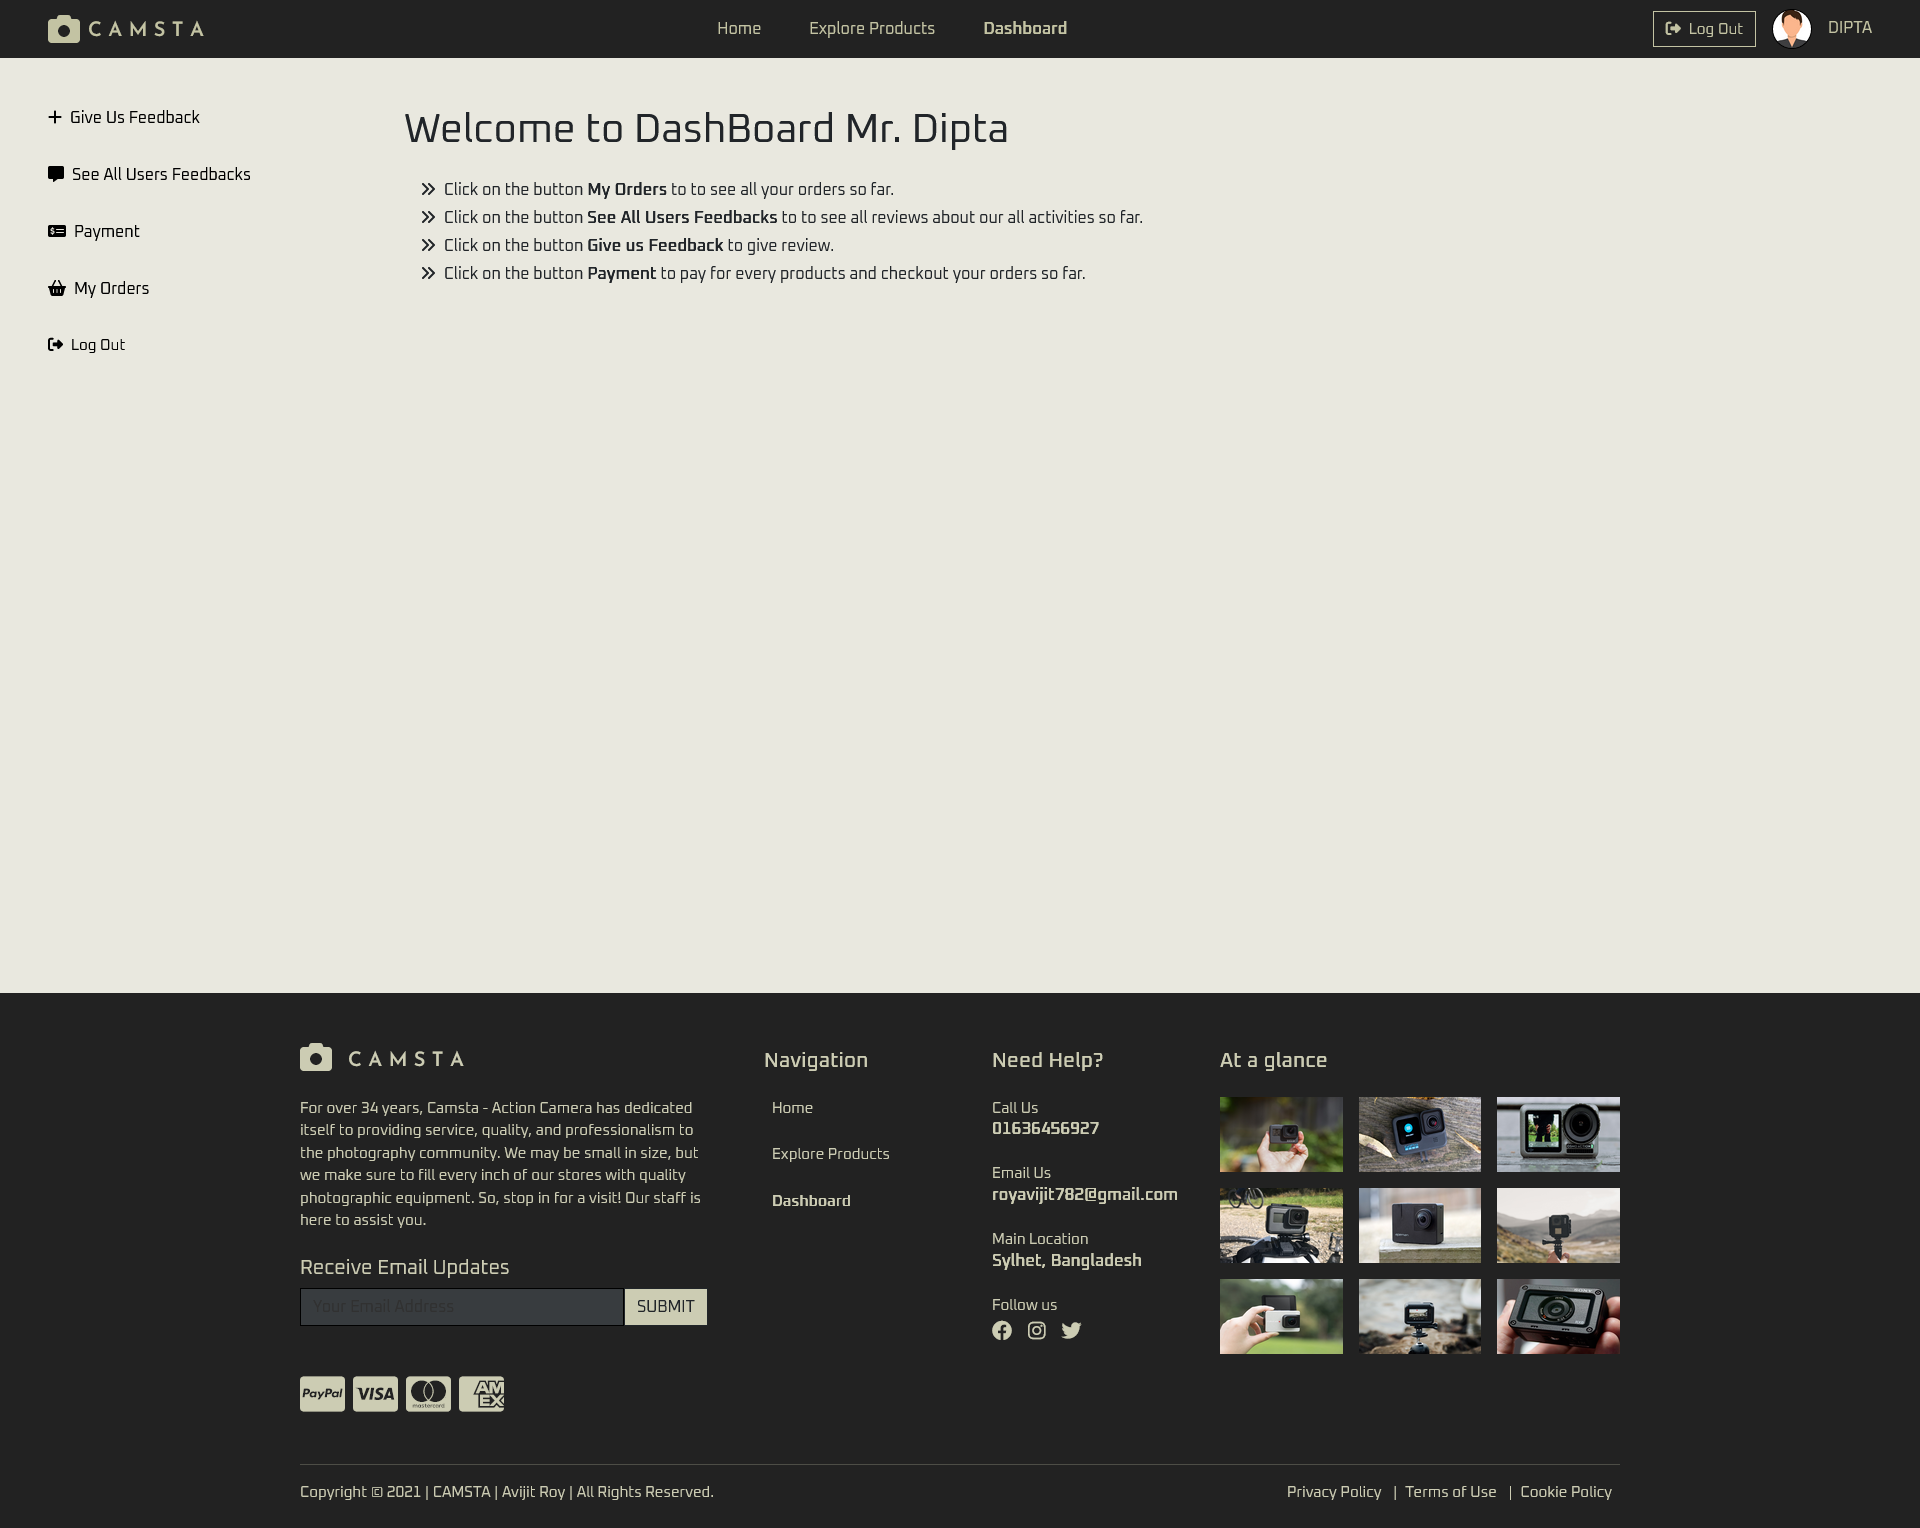 CAMSTA
Home
Explore Products
Dashboard
Log Out
DIPTA
Give Us Feedback
See All Users Feedbacks
Payment
My Orders
Log Out
Welcome to DashBoard Mr. Dipta
Click on the button My Orders to to see all your orders so far.
Click on the button See All Users Feedbacks to to see all reviews about our all activities so far.
Click on the button Give us Feedback to give review.
Click on the button Payment to pay for every products and checkout your orders so far.
CAMSTA
For over 34 years, Camsta - Action Camera has dedicated
itself to providing service, quality, and professionalism to
the photography community. We may be small in size, but
we make sure to fill every inch of our stores with quality
photographic equipment. So, stop in for a visit! Our staff is
here to assist you.
Receive Email Updates
Your Email Address
SUBMIT
PayPal
VISA
mastercard
AM
EX
Navigation
Home
Explore Products
Dashboard
Need Help?
Call Us
01636456927
Email Us
royavijit782@gmail.com
Main Location
Sylhet, Bangladesh
Follow us
At a glance
SONY
Copyright © 2021 | CAMSTA | Avijit Roy | All Rights Reserved.
Privacy Policy | Terms of Use | Cookie Policy